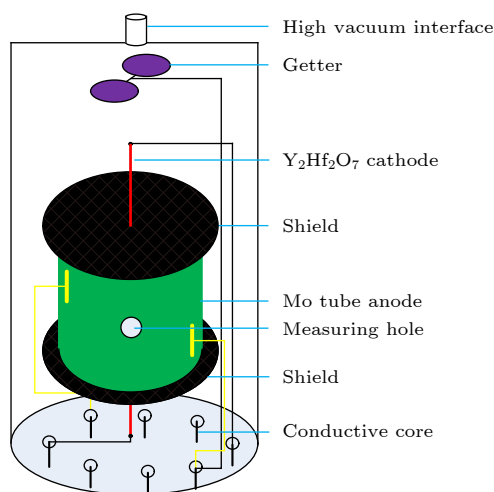 High vacuum interface
Getter
Y₂Hf₂O₇ cathode
Shield
Mo tube anode
Measuring hole
Shield
Conductive core